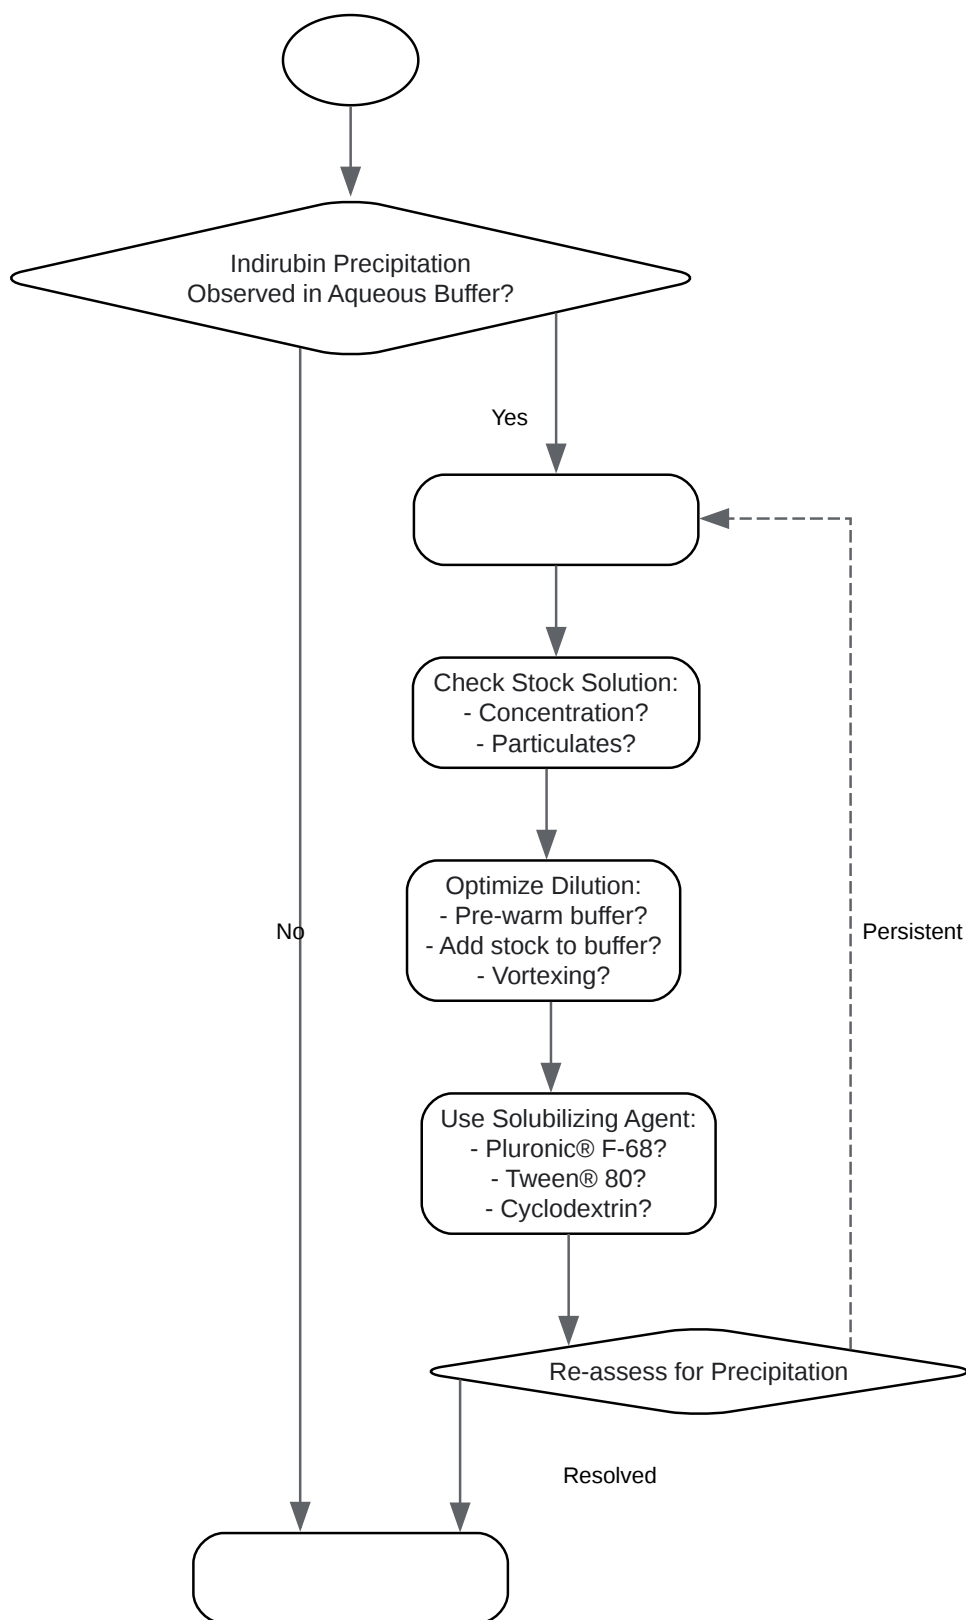 Indirubin Precipitation
Observed in Aqueous Buffer?
Yes
Check Stock Solution:
- Concentration?
- Particulates?
Optimize Dilution:
- Pre-warm buffer?
- Add stock to buffer?
- Vortexing?
No
Persistent
Use Solubilizing Agent:
- Pluronic® F-68?
- Tween® 80?
- Cyclodextrin?
Re-assess for Precipitation
Resolved